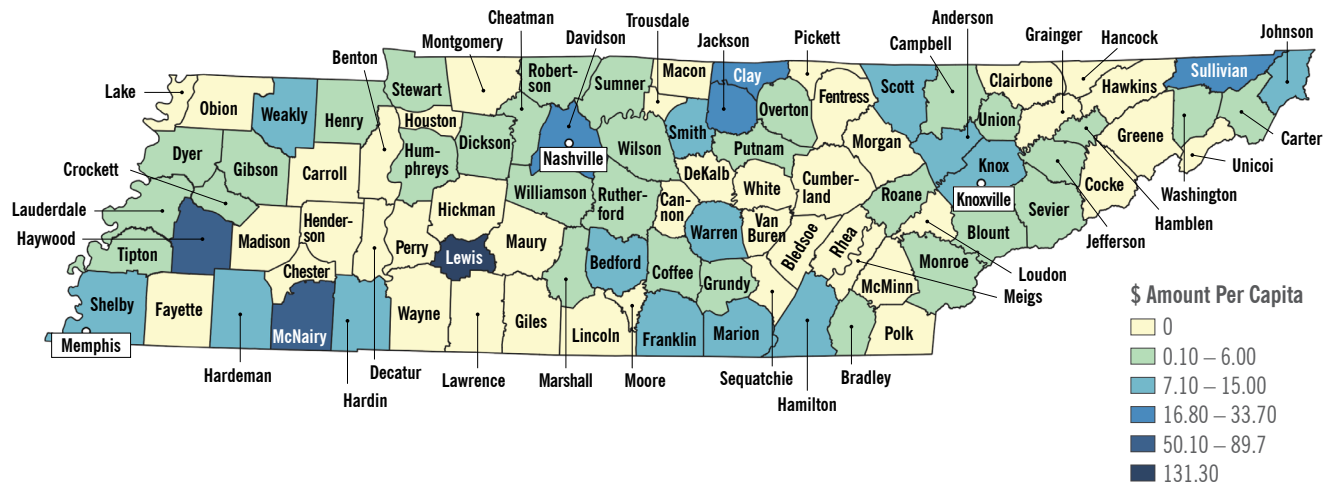 Cheatman
Trousdale
Anderson
Montgomery
Davidson
Jackson
Pickett
Campbell
Grainger
Hancock
Johnson
Benton
Lake
Obion
Weakly
Henry
Stewart
Houston
Robert-
son
Sumner
Macon
Clay
Overton
Fentress
Scott
Clairbone
Hawkins
Sullivian
Union
Greene
Carter
Unicoi
Washington
Hamblen
Jefferson
Dyer
Gibson
Carroll
Hum-
phreys
Dickson
Nashville
Wilson
Smith
Putnam
Morgan
Knox
Knoxville
Cocke
Sevier
Crockett
Lauderdale
Haywood
Tipton
Madison
Hender-
son
Perry
Hickman
Williamson
Ruther-
ford
Can-
non
DeKalb
White
Cumber-
land
Roane
Blount
Loudon
Meigs
Chester
Lewis
Maury
Bedford
Coffee
Warren
Van
Buren
Bledsoe
Rhea
McMinn
Monroe
Grundy
Shelby
Memphis
Fayette
McNairy
Wayne
Giles
Lincoln
Franklin
Marion
Polk
Hardeman
Hardin
Decatur
Lawrence
Marshall
Moore
Sequatchie
Hamilton
Bradley
$ Amount Per Capita
0
0.10 – 6.00
7.10 – 15.00
16.80 – 33.70
50.10 – 89.7
131.30